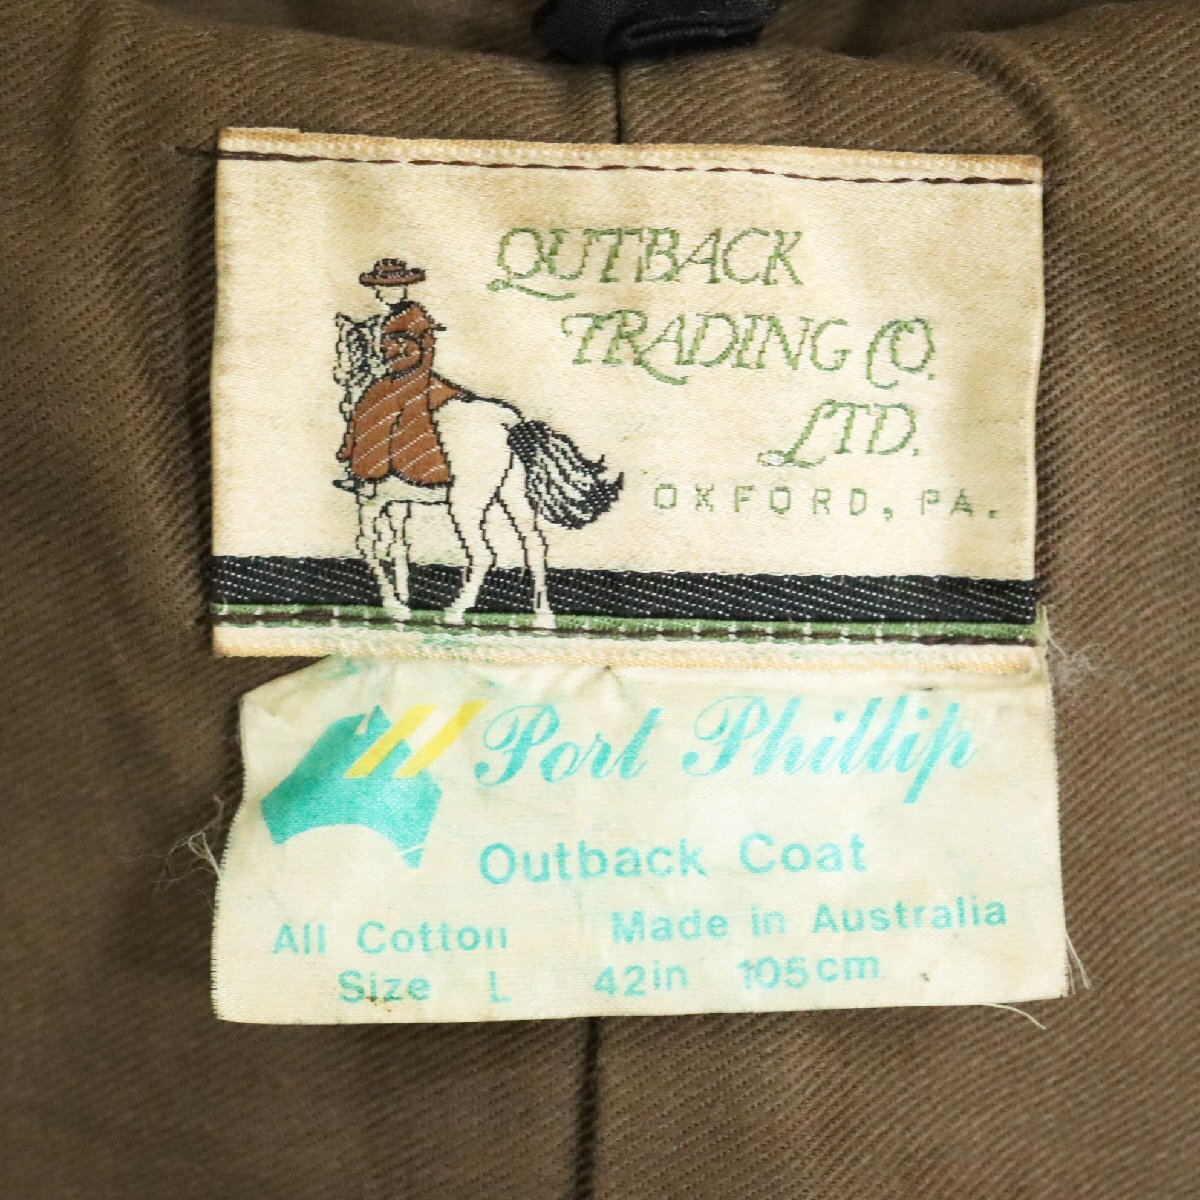 OUTBACK
TRADING CO.
LTD.
OXFORD, PA.
Port Phillip
Outback Coat
All Cotton Made in Australia
Size L 42in 105cm